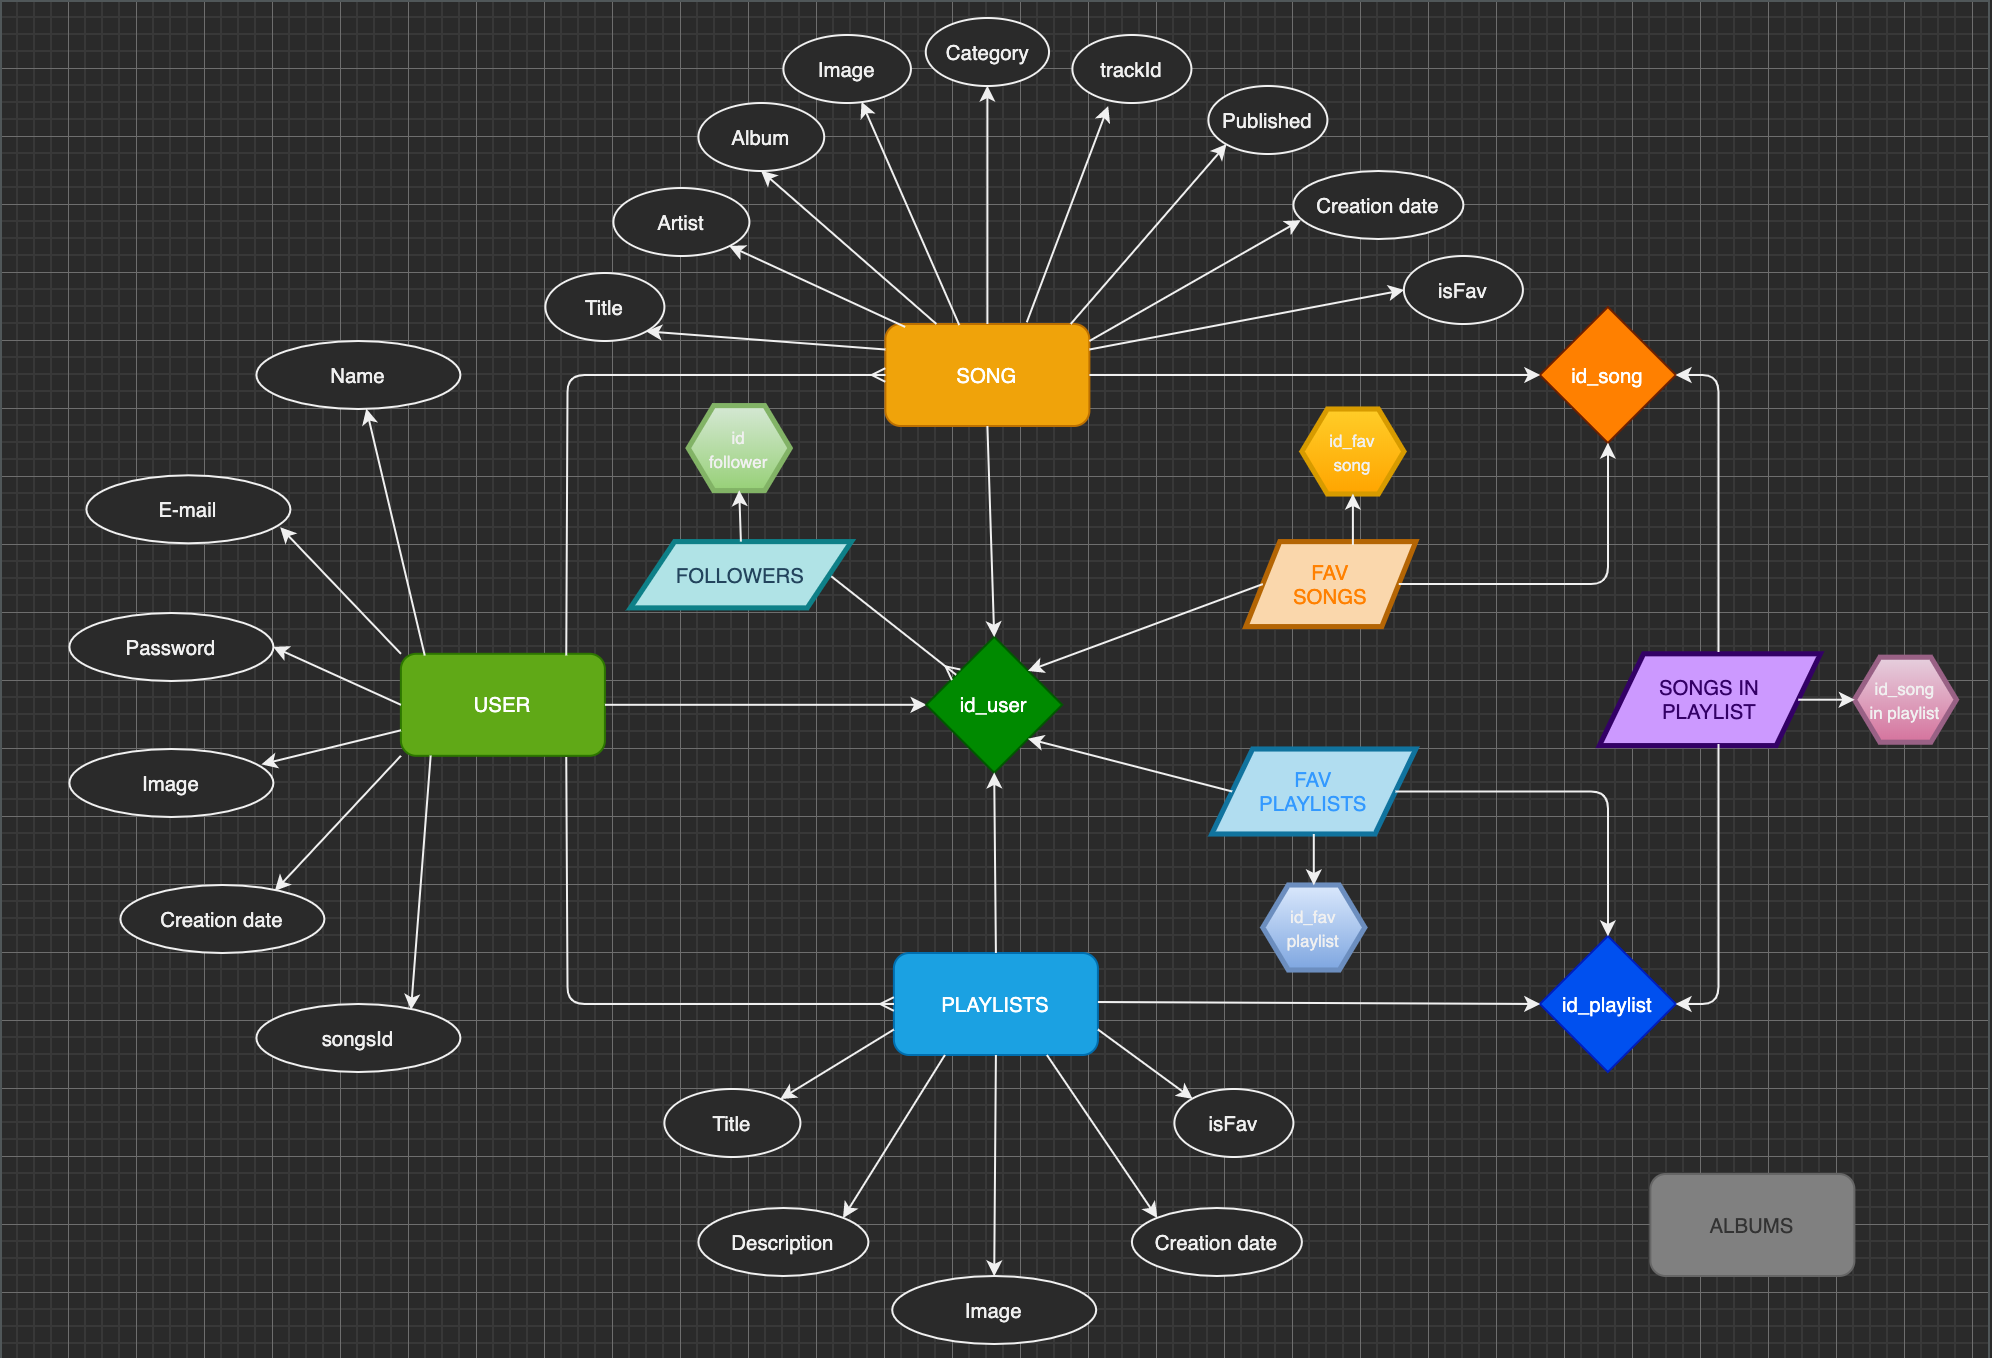 Category
Image
trackId
Published
Album
Creation date
Artist
isFav
Title
Name
SONG
id_song
id
follower
id_fav
song
E-mail
FOLLOWERS
FAV
SONGS
Password
USER
id_user
SONGS IN
PLAYLIST
id_song
in playlist
Image
FAV
PLAYLISTS
Creation date
id_fav
playlist
songsId
PLAYLISTS
id_playlist
Title
isFav
Description
Creation date
ALBUMS
Image